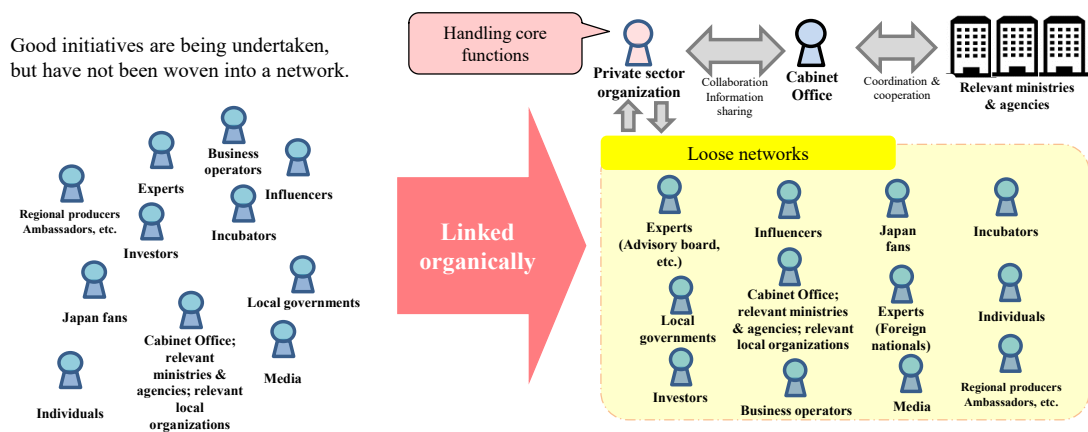 Good initiatives are being undertaken,
but have not been woven into a network.
Business
operators
Experts
Influencers
Regional producers
Ambassadors, etc.
Incubators
Investors
Local governments
Japan fans
Cabinet Office;
relevant
ministries &
agencies; relevant
local
organizations
Media
Individuals
Linked
organically
Handling core
functions
Private sector
organization
Collaboration
Information
sharing
Cabinet
Office
Coordination &
cooperation
Relevant ministries
& agencies
Loose networks
Experts
(Advisory board,
etc.)
Influencers
Japan
fans
Incubators
Local
governments
Cabinet Office;
relevant ministries
& agencies; relevant
local organizations
Experts
(Foreign
nationals)
Individuals
Investors
Business operators
Media
Regional producers
Ambassadors, etc.